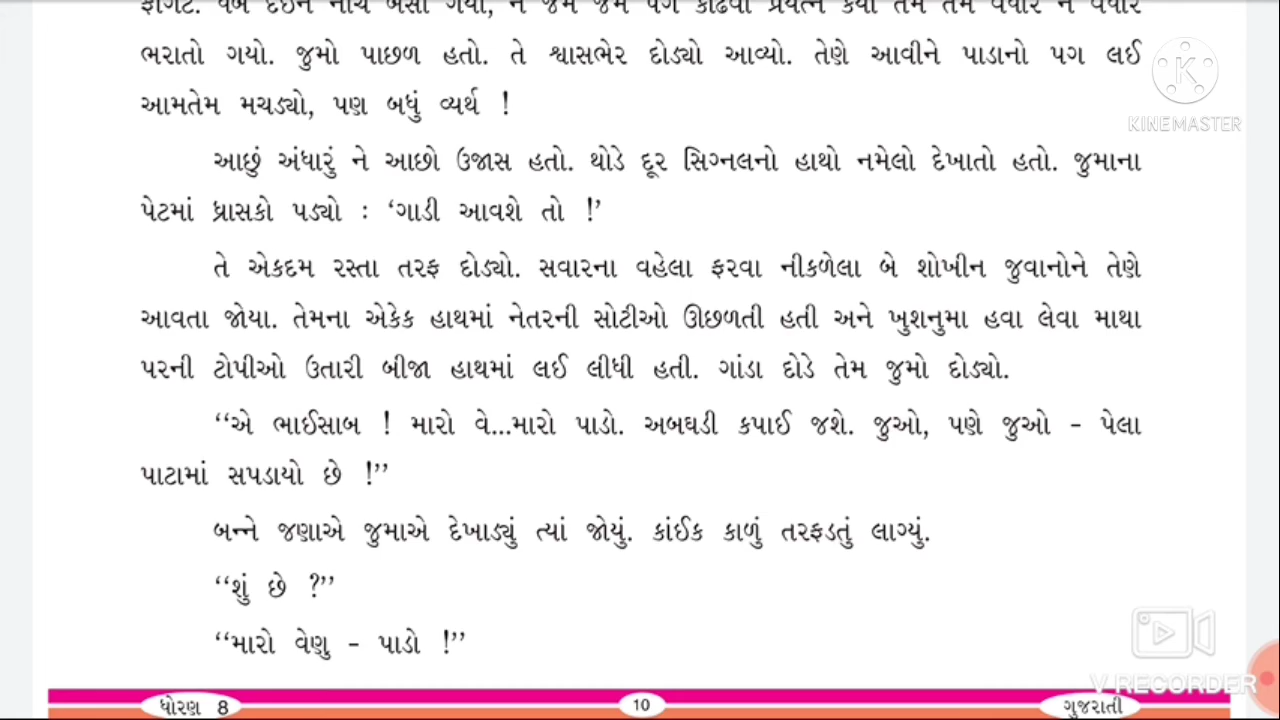 ભરાતો ગયો. જુમો પાછળ હતો. તે શ્વાસભેર દોડ્યો આવ્યો. તેણે આવીને પાડાનો પગ લઈ
આમતેમ મચડ્યો, પણ બધું વ્યર્થ !
આછું અંધારું ને આછો ઉજાસ હતો. થોડે દૂર સિગ્નલનો હાથો નમેલો દેખાતો હતો. જુમાના
પેટમાં ધ્રાસકો પડ્યો : ‘ગાડી આવશે તો !’
તે એકદમ રસ્તા તરફ દોડ્યો. સવારના વહેલા ફરવા નીકળેલા બે શોખીન જુવાનોને તેણે
આવતા જોયા. તેમના એકેક હાથમાં નેતરની સોટીઓ ઊછળતી હતી અને ખુશનુમા હવા લેવા માથા
પરની ટોપીઓ ઉતારી બીજા હાથમાં લઈ લીધી હતી. ગાંડા દોડે તેમ જુમો દોડ્યો.
‘‘એ ભાઈસાબ ! મારો વે...મારો પાડો. અબઘડી કપાઈ જશે. જુઓ, પણે જુઓ - પેલા
પાટામાં સપડાયો છે !’’
બન્ને જણાએ જુમાએ દેખાડ્યું ત્યાં જોયું. કાંઈક કાળું તરફડતું લાગ્યું.
‘‘શું છે ?’’
‘‘મારો વેણુ - પાડો !’’
ધોરણ 8
10
ગુજરાતી
KINEMASTER
V RECORDER